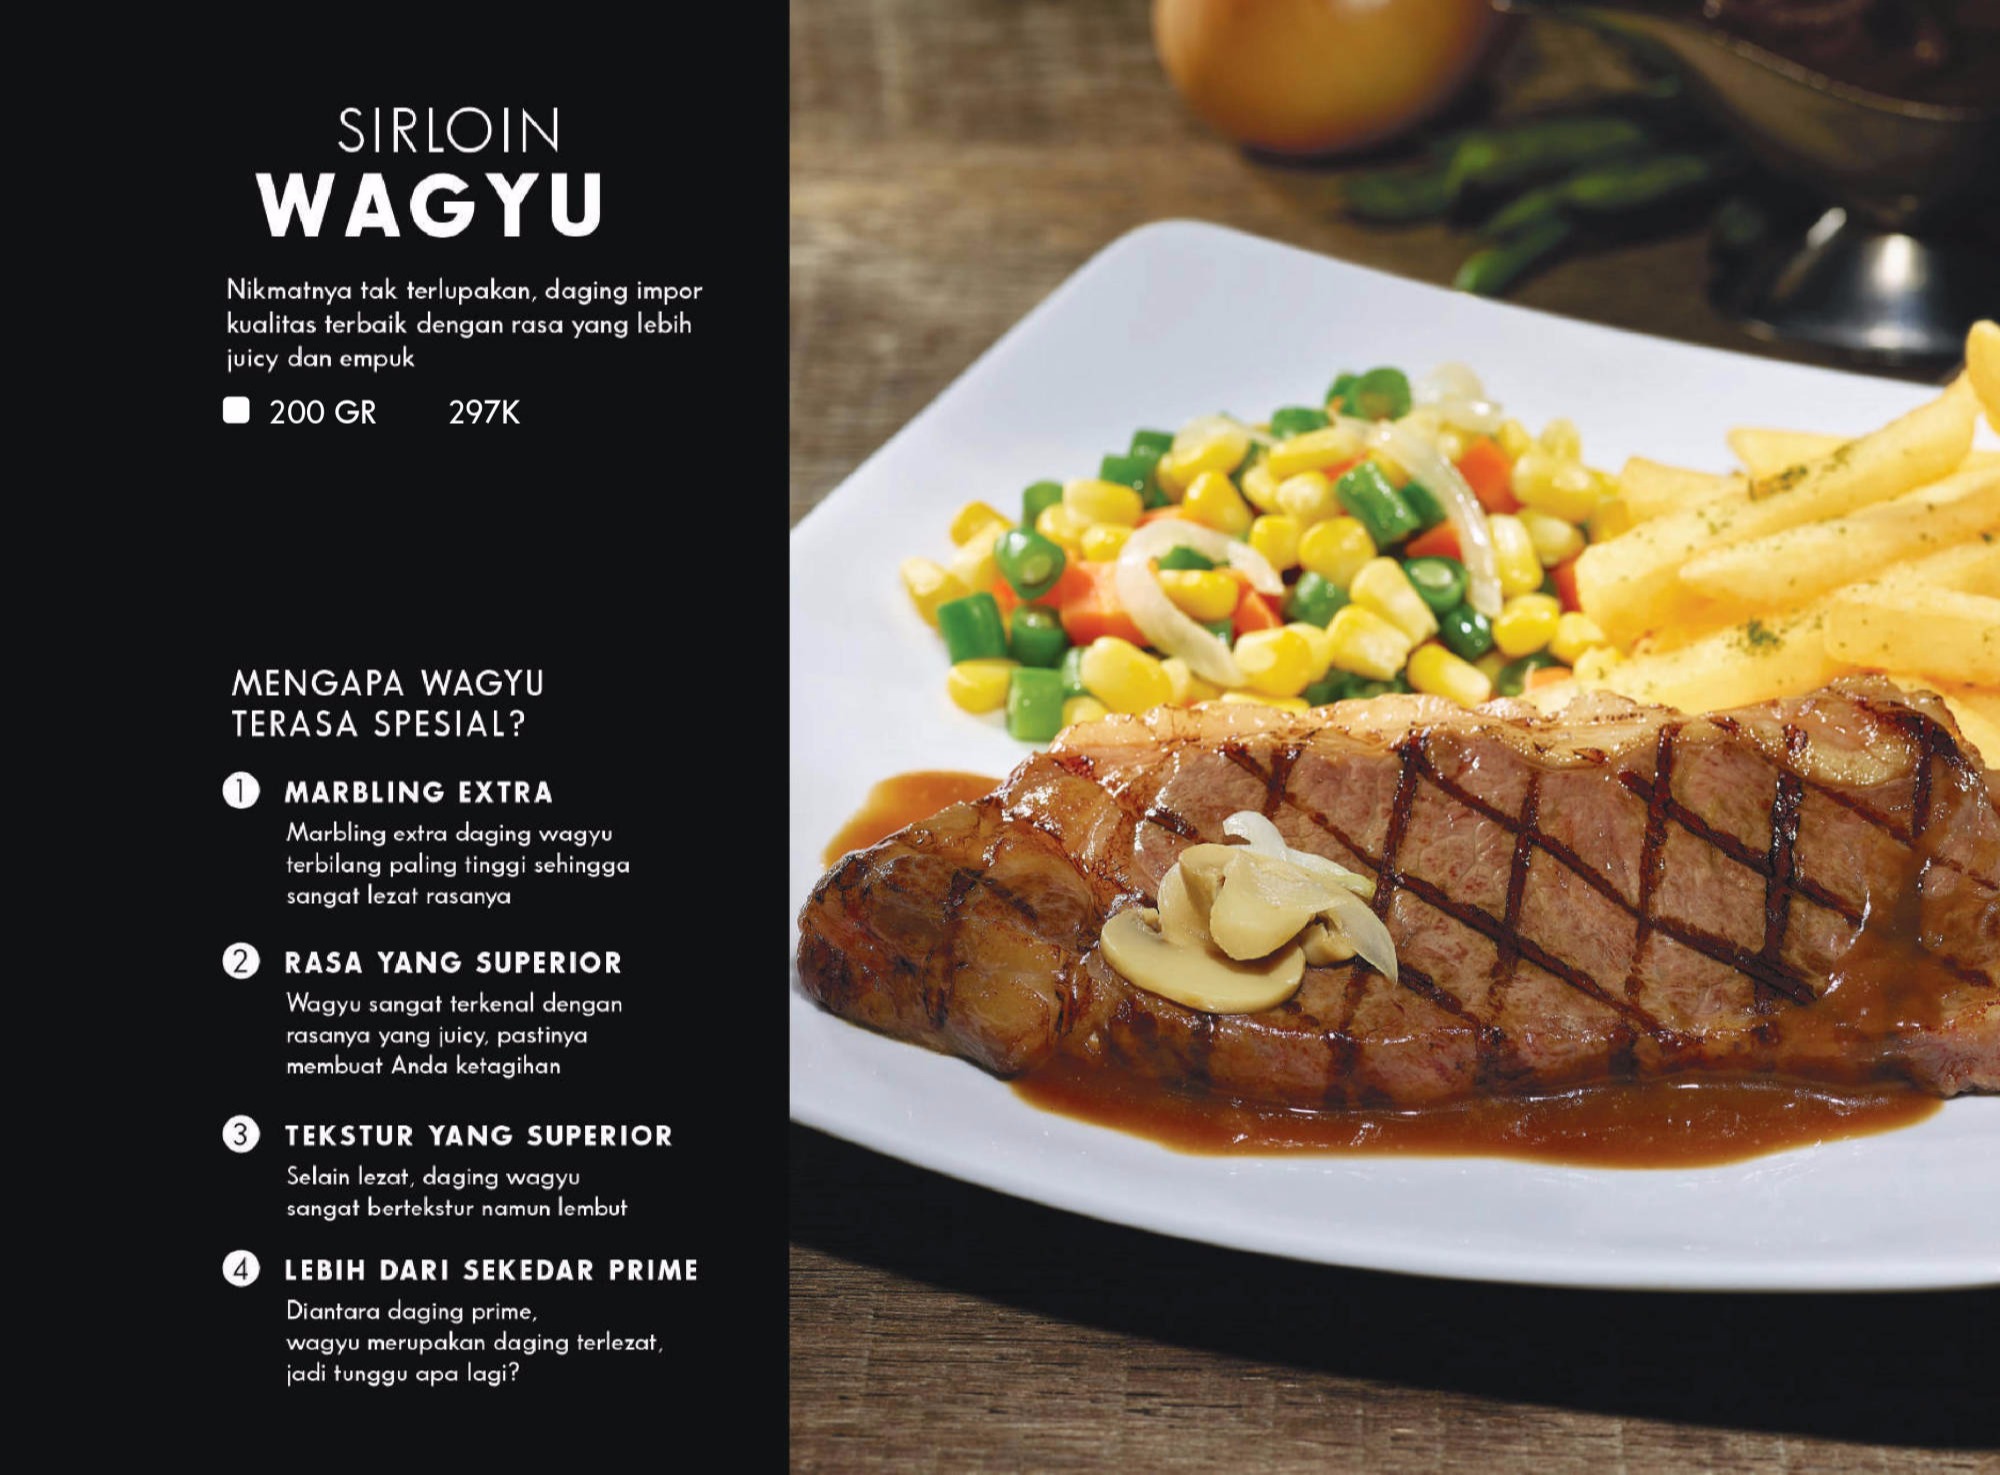 SIRLOIN
WAGYU
Nikmatnya tak terlupakan, daging impor
kualitas terbaik dengan rasa yang lebih
juicy dan empuk
200 GR 297K
MENGAPA WAGYU
TERASA SPESIAL?
1 MARBLING EXTRA
Marbling extra daging wagyu
terbilang paling tinggi sehingga
sangat lezat rasanya
2 RASA YANG SUPERIOR
Wagyu sangat terkenal dengan
rasanya yang juicy, pastinya
membuat Anda ketagihan
3 TEKSTUR YANG SUPERIOR
Selain lezat, daging wagyu
sangat bertekstur namun lembut
4 LEBIH DARI SEKEDAR PRIME
Diantara daging prime,
wagyu merupakan daging terlezat,
jadi tunggu apa lagi?